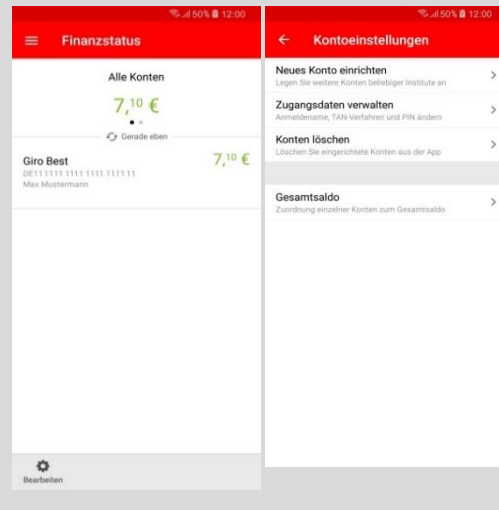 50% 12:00
Finanzstatus
Alle Konten
7,10 €
Gerade eben
Giro Best
7,10 €
DE11 1111 1111 1111 1111 11
Max Mustermann
Bearbeiten
50% 12:00
Kontoeinstellungen
Neues Konto einrichten
Legen Sie weitere Konten beliebiger Institute an
Zugangsdaten verwalten
Anmeldename, TAN-Verfahren und PIN ändern
Konten löschen
Löschen Sie eingerichtete Konten aus der App
Gesamtsaldo
Zuordnung einzelner Konten zum Gesamtsaldo